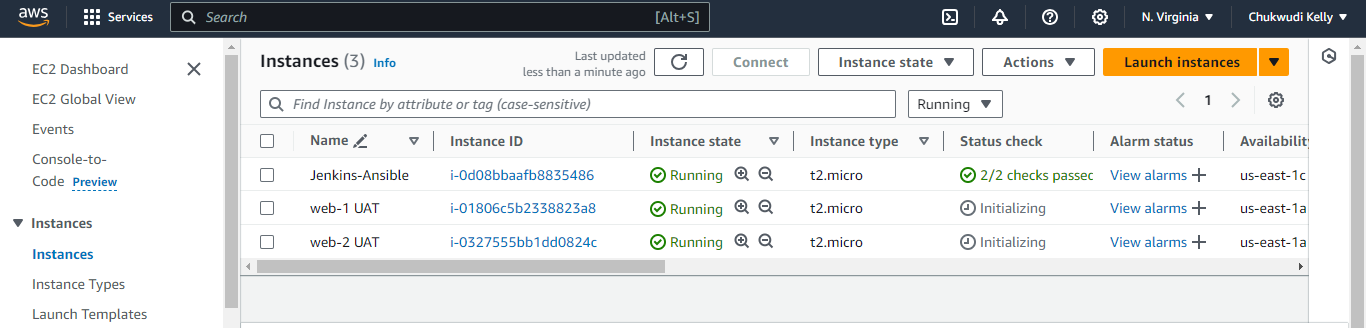 aws Services Search [Alt+S] N. Virginia Chukwudi Kelly
EC2 Dashboard
EC2 Global View
Events
Console-to-
Code Preview
Instances
Instances
Instance Types
Launch Templates
Instances (3) Info
Last updated
less than a minute ago
Connect Instance state Actions Launch instances
Find Instance by attribute or tag (case-sensitive) Running 1
Name Instance ID Instance state Instance type Status check Alarm status Availability
Jenkins-Ansible i-0d08bbaafb8835486 Running t2.micro 2/2 checks passec View alarms us-east-1c
web-1 UAT i-01806c5b2338823a8 Running t2.micro Initializing View alarms us-east-1a
web-2 UAT i-0327555bb1dd0824c Running t2.micro Initializing View alarms us-east-1a